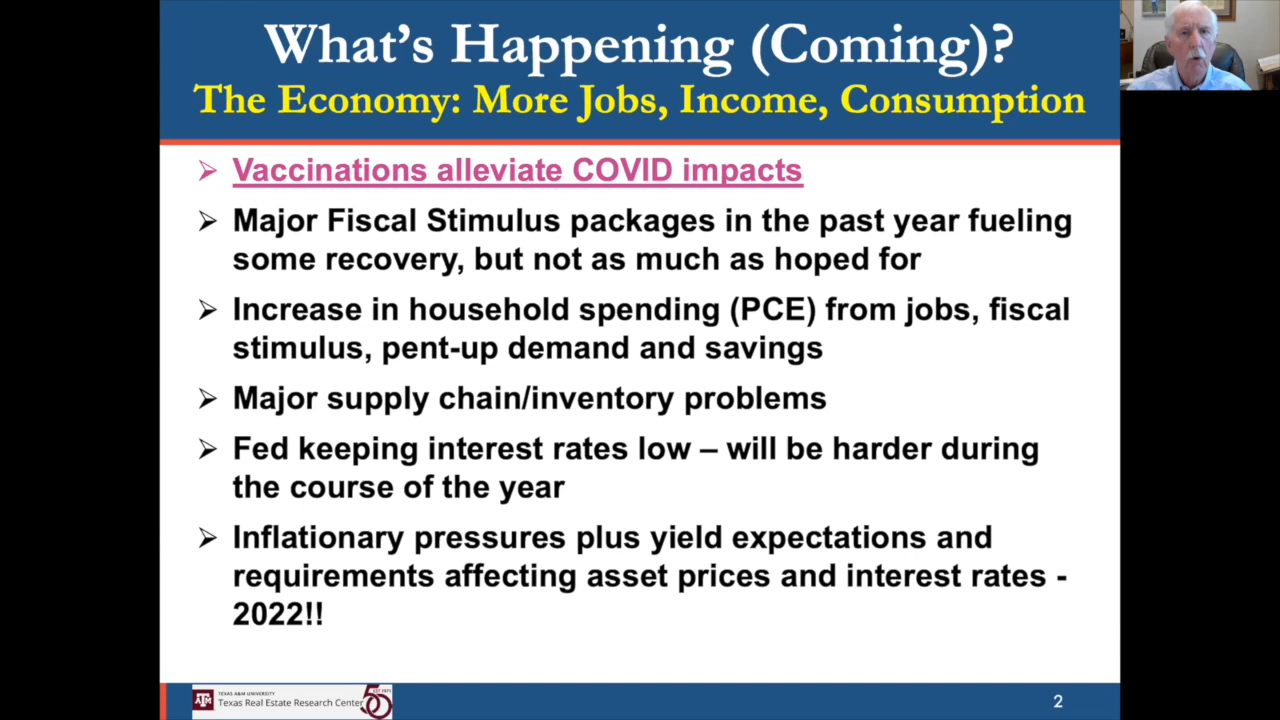 What's Happening (Coming)?
The Economy: More Jobs, Income, Consumption
➢ Vaccinations alleviate COVID impacts
➢ Major Fiscal Stimulus packages in the past year fueling
some recovery, but not as much as hoped for
➢ Increase in household spending (PCE) from jobs, fiscal
stimulus, pent-up demand and savings
➢ Major supply chain/inventory problems
➢ Fed keeping interest rates low – will be harder during
the course of the year
➢ Inflationary pressures plus yield expectations and
requirements affecting asset prices and interest rates -
2022!!
ATM
TEXAS A&M UNIVERSITY
Texas Real Estate Research Center
EST 1971
50
2